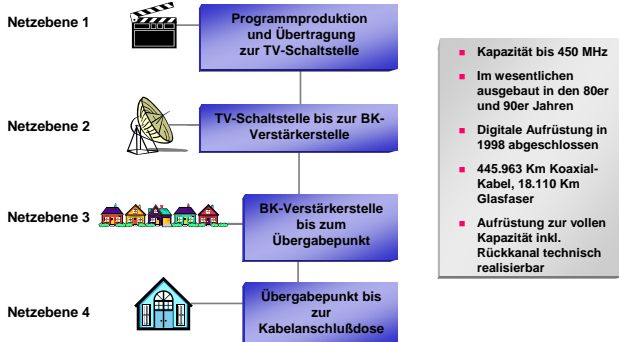 Netzebene 1
Programmproduktion
und Übertragung
zur TV-Schaltstelle
Netzebene 2
TV-Schaltstelle bis zur BK-
Verstärkerstelle
Netzebene 3
BK-Verstärkerstelle
bis zum
Übergabepunkt
Netzebene 4
Übergabepunkt bis
zur
Kabelanschlußdose
Kapazität bis 450 MHz
Im wesentlichen
ausgebaut in den 80er
und 90er Jahren
Digitale Aufrüstung in
1998 abgeschlossen
445.963 Km Koaxial-
Kabel, 18.110 Km
Glasfaser
Aufrüstung zur vollen
Kapazität inkl.
Rückkanal technisch
realisierbar